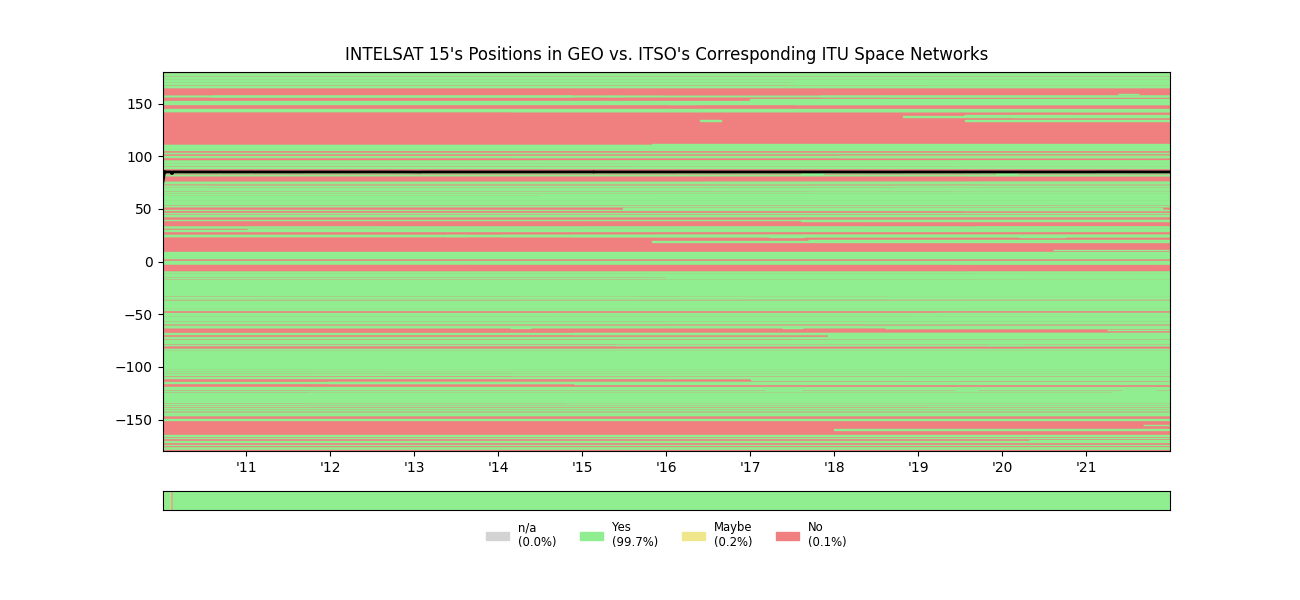 INTELSAT 15's Positions in GEO vs. ITSO's Corresponding ITU Space Networks
150
100
50
0
−50
−100
−150
'11 '12 '13 '14 '15 '16 '17 '18 '19 '20 '21
n/a Yes Maybe No
(0.0%) (99.7%) (0.2%) (0.1%)